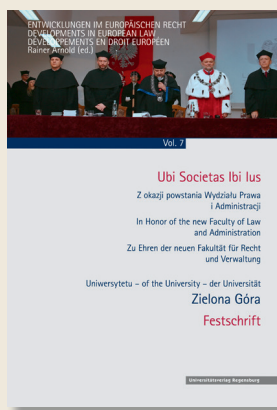 ENTWICKLUNGEN IM EUROPÄISCHEN RECHT
DEVELOPMENTS IN EUROPEAN LAW
DÉVELOPPEMENTS EN DROIT EUROPÉEN
Rainer Arnold (ed.)
Vol. 7
Ubi Societas Ibi Ius
Z okazji powstania Wydziału Prawa
i Administracji
In Honor of the new Faculty of Law
and Administration
Zu Ehren der neuen Fakultät für Recht
und Verwaltung
Uniwersytetu – of the University – der Universität
Zielona Góra
Festschrift
Universitätsverlag Regensburg